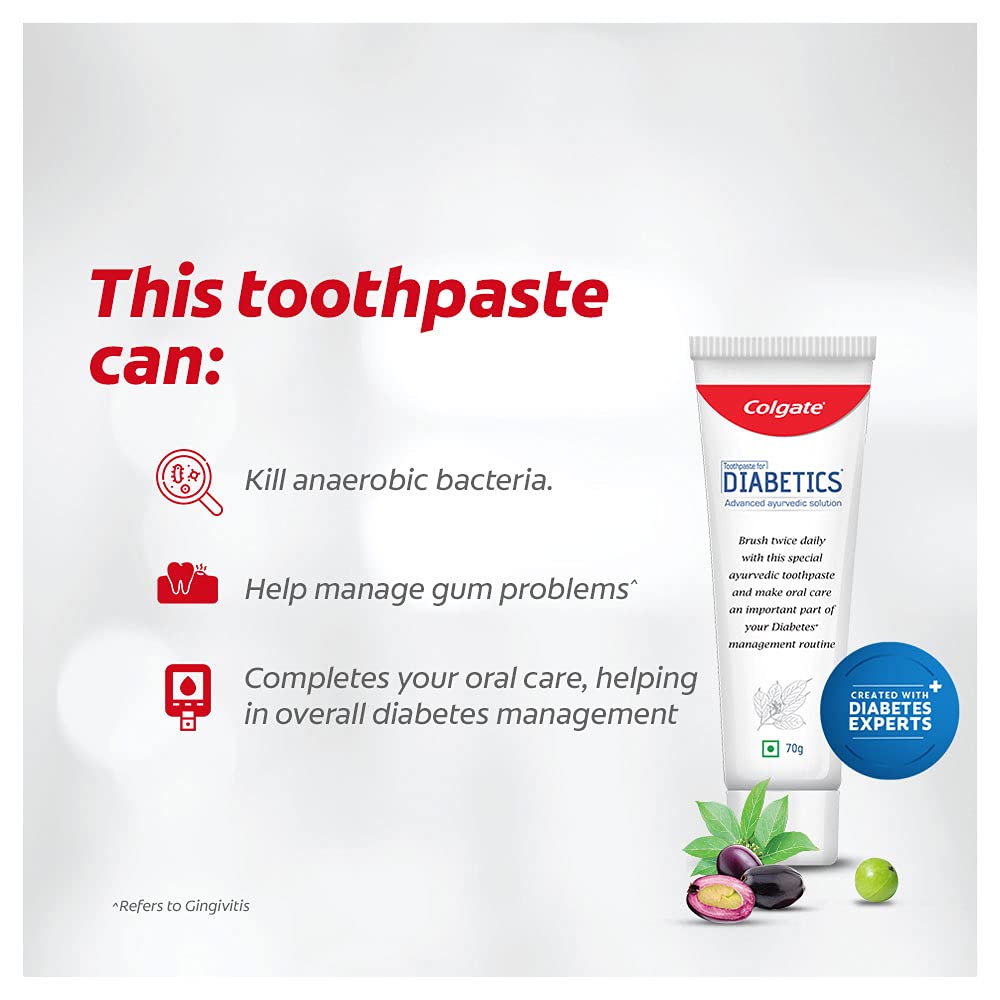 This toothpaste
can:
Kill anaerobic bacteria.
Help manage gum problems^
Completes your oral care, helping
in overall diabetes management
^Refers to Gingivitis
Colgate®
Toothpaste for
DIABETICS*
Advanced ayurvedic solution
Brush twice daily
with this special
ayurvedic toothpaste
and make oral care
an important part of
your Diabetes*
management routine
70g
CREATED WITH
DIABETES
EXPERTS